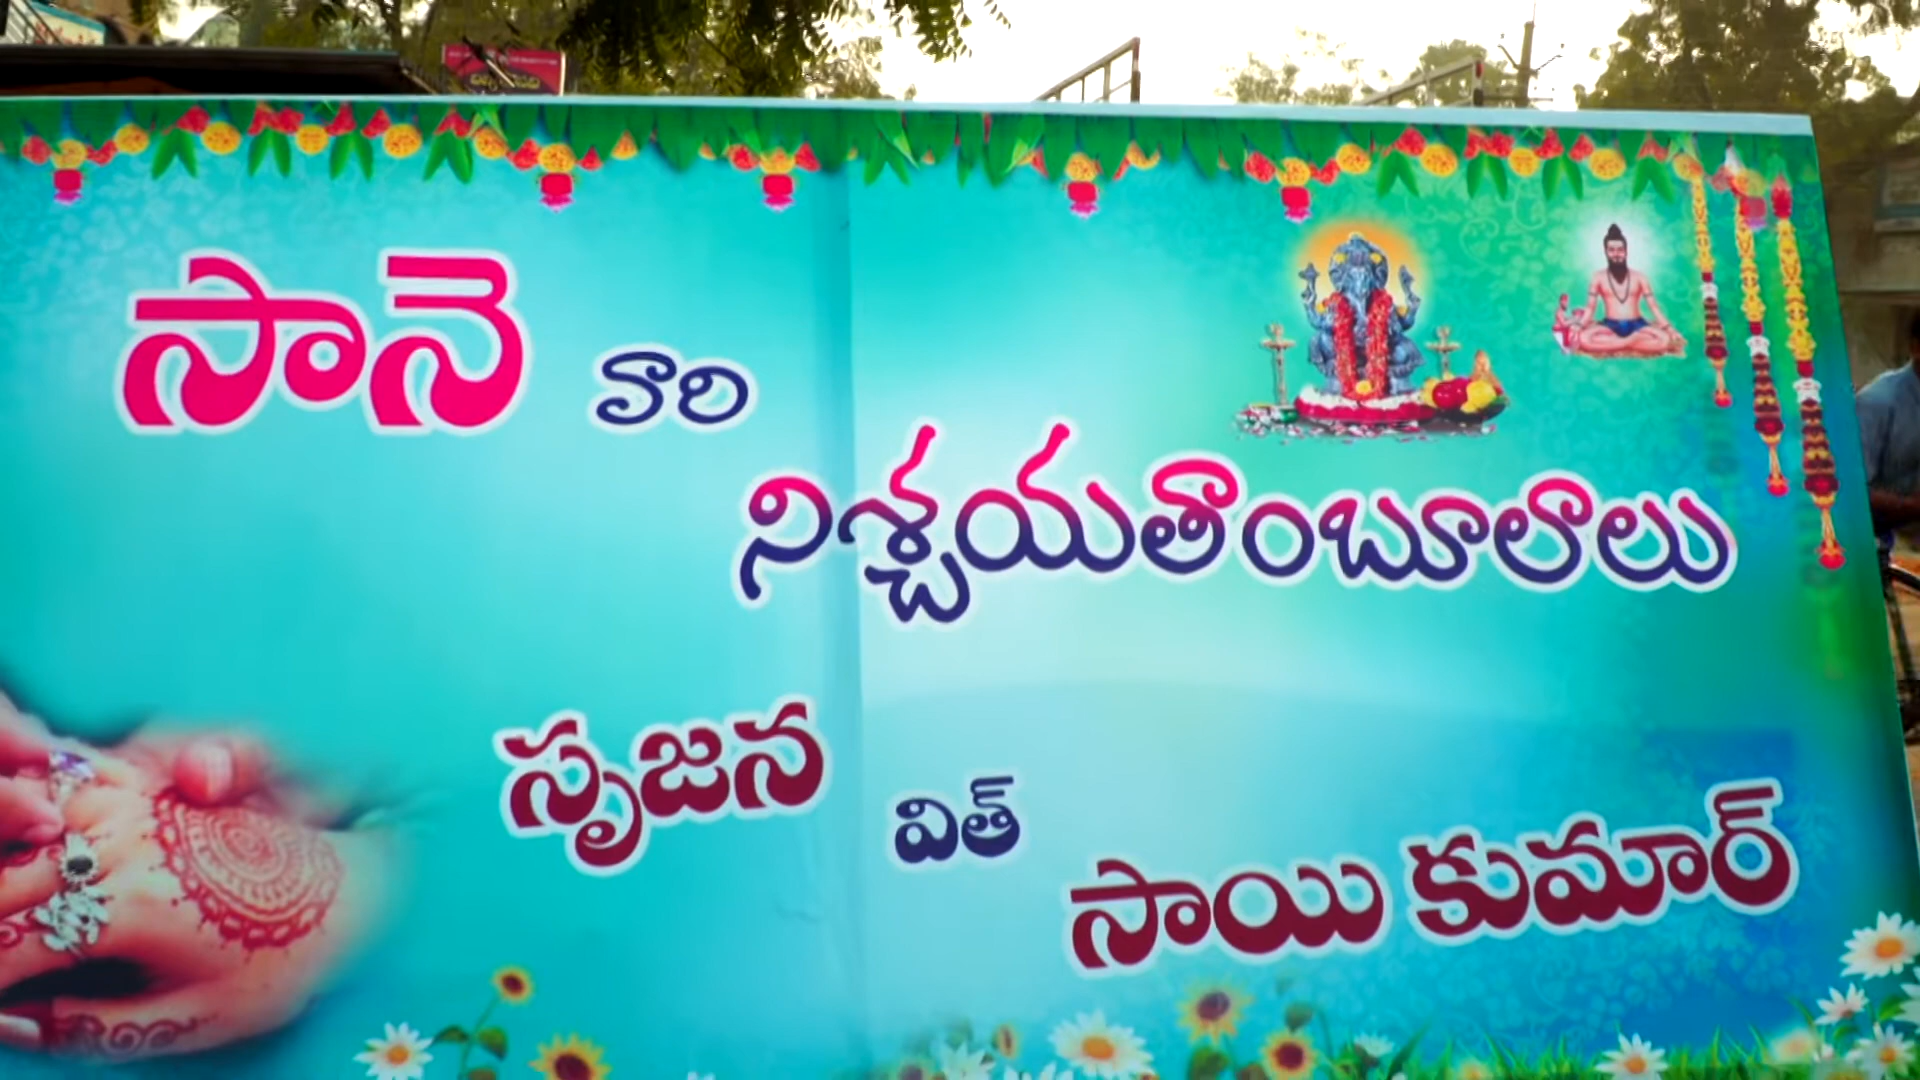 సానె వారి
నిశ్చయతాంబూలాలు
సృజన
విత్
సాయి కుమార్